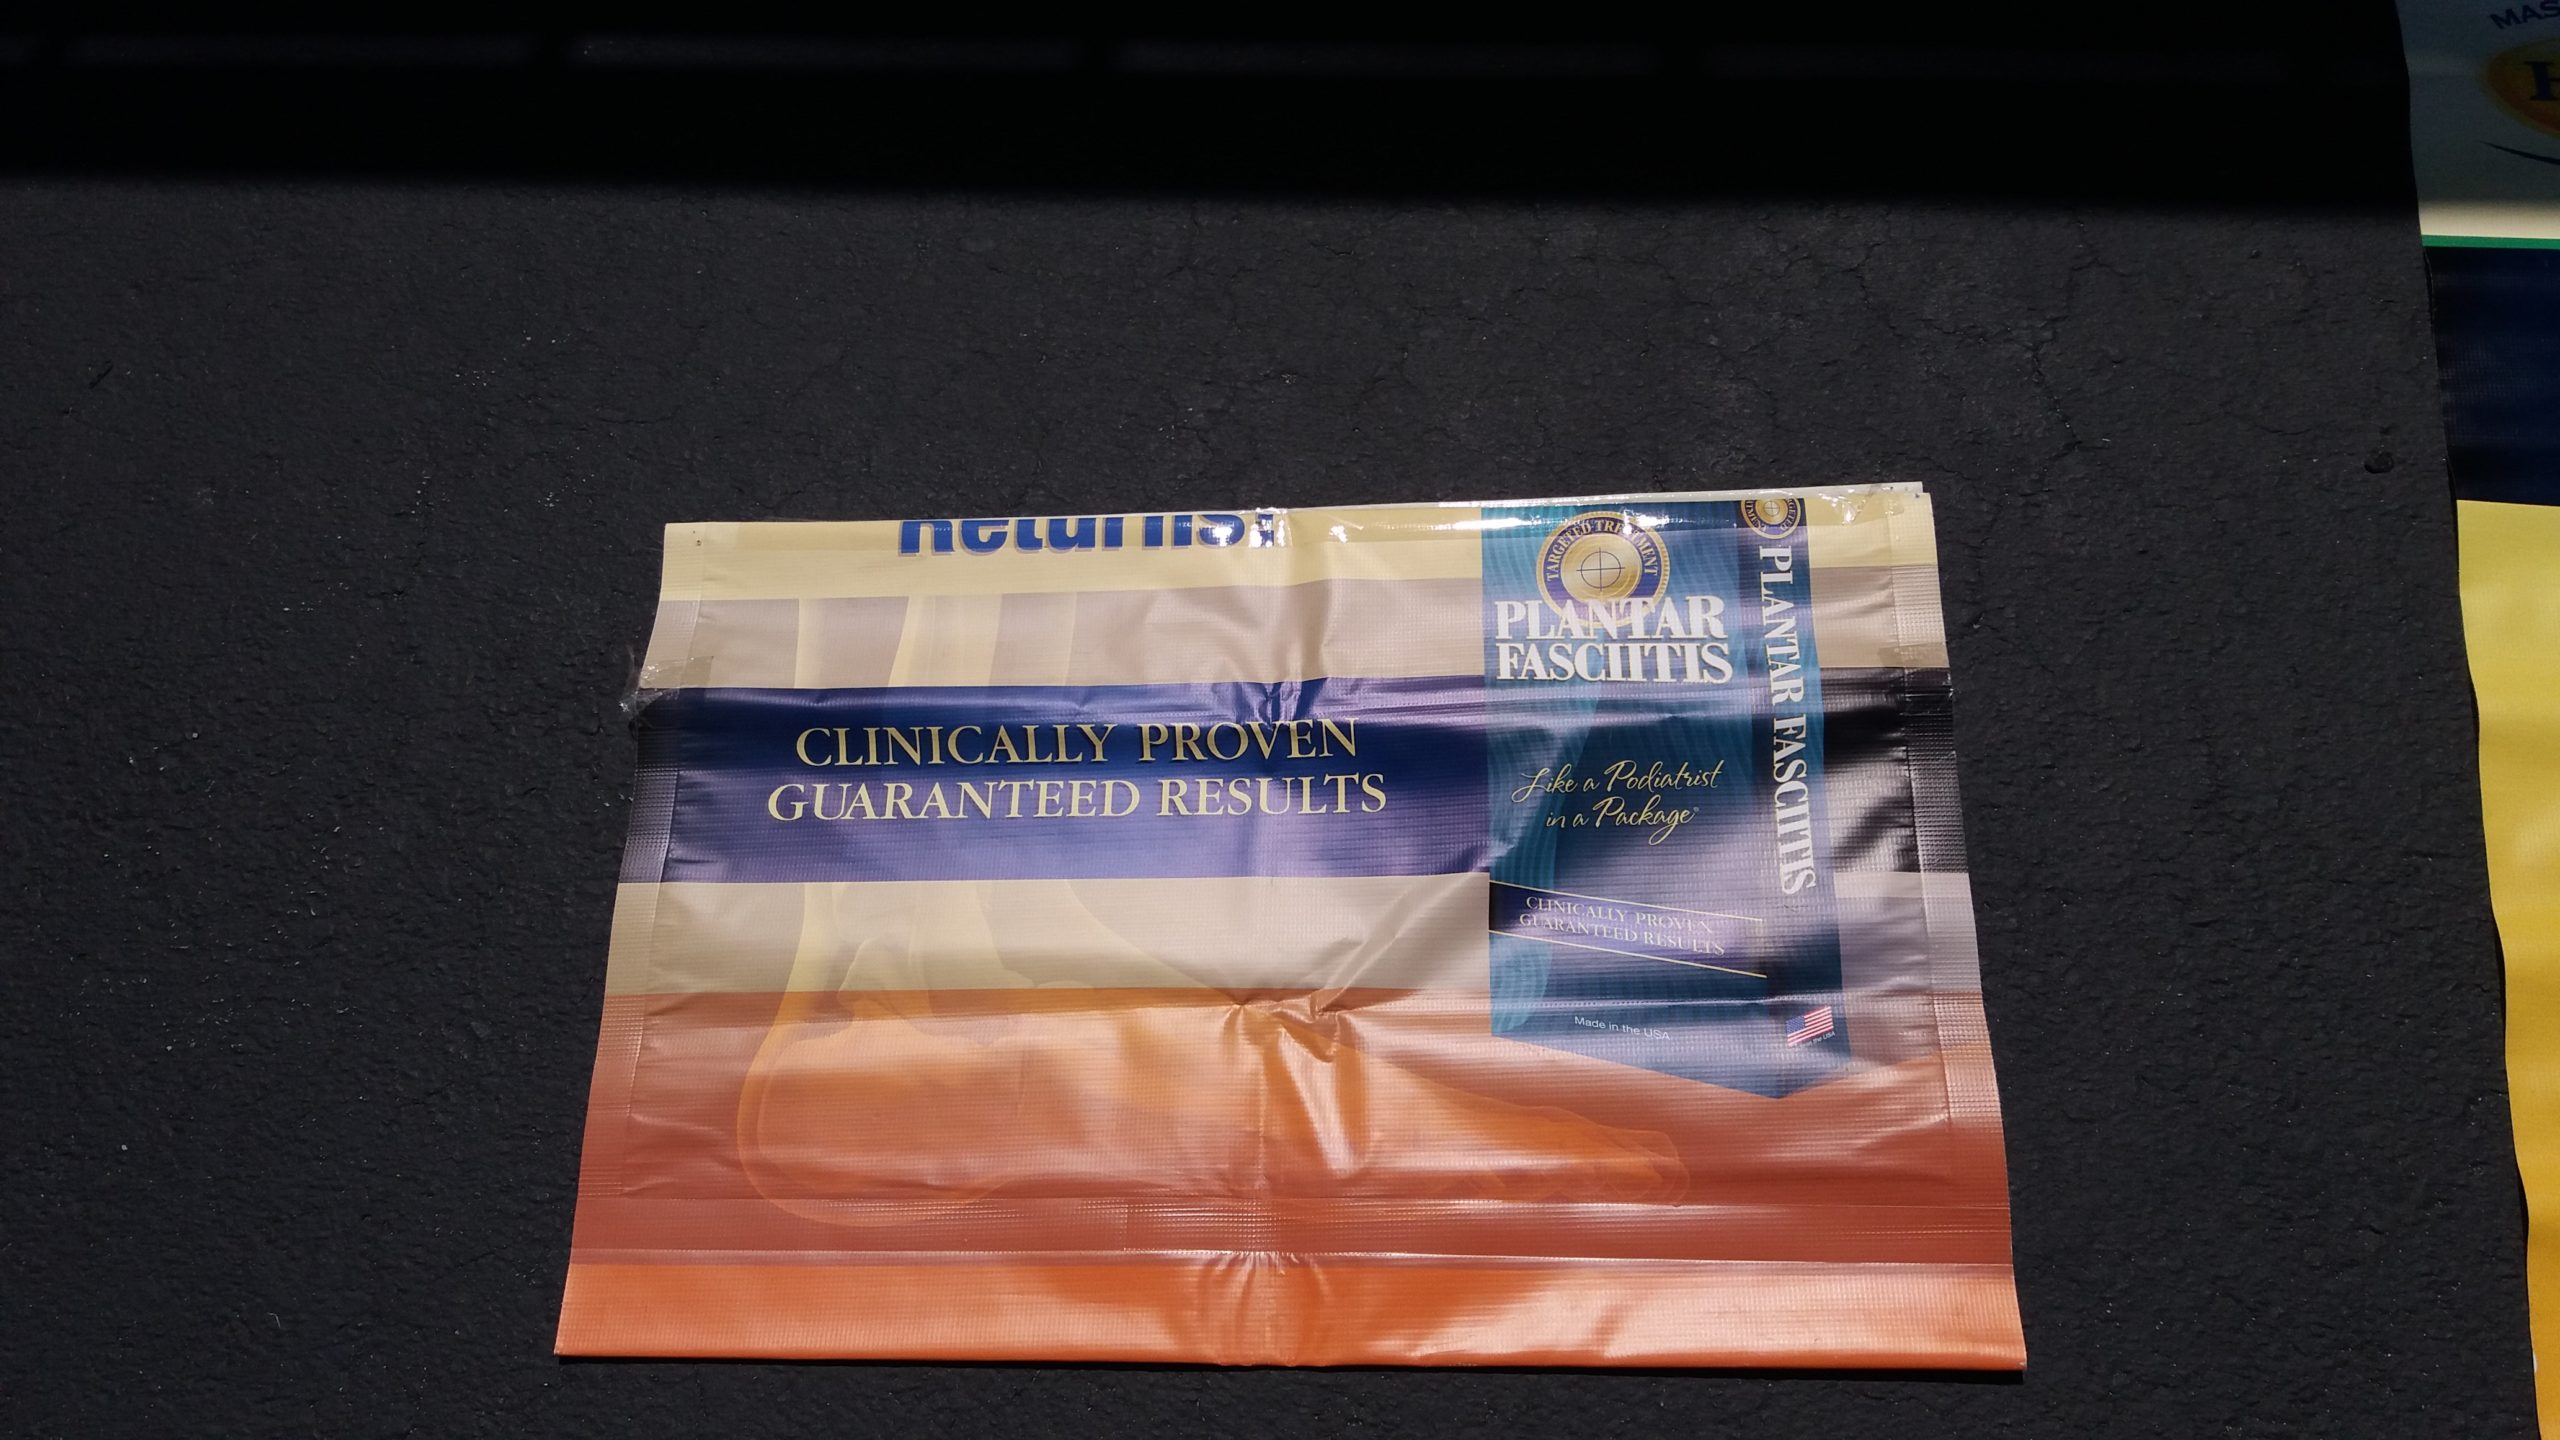 MAS
H
Returns!
TARGETED TREATMENT
PLANTAR
FASCIITIS
PLANTAR FASCIITIS
CLINICALLY PROVEN
GUARANTEED RESULTS
Like a Podiatrist
in a Package®
CLINICALLY PROVEN
GUARANTEED RESULTS
Made in the USA